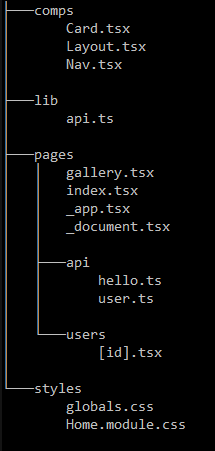 comps
Card.tsx
Layout.tsx
Nav.tsx
lib
api.ts
pages
gallery.tsx
index.tsx
_app.tsx
_document.tsx
api
hello.ts
user.ts
users
[id].tsx
styles
globals.css
Home.module.css